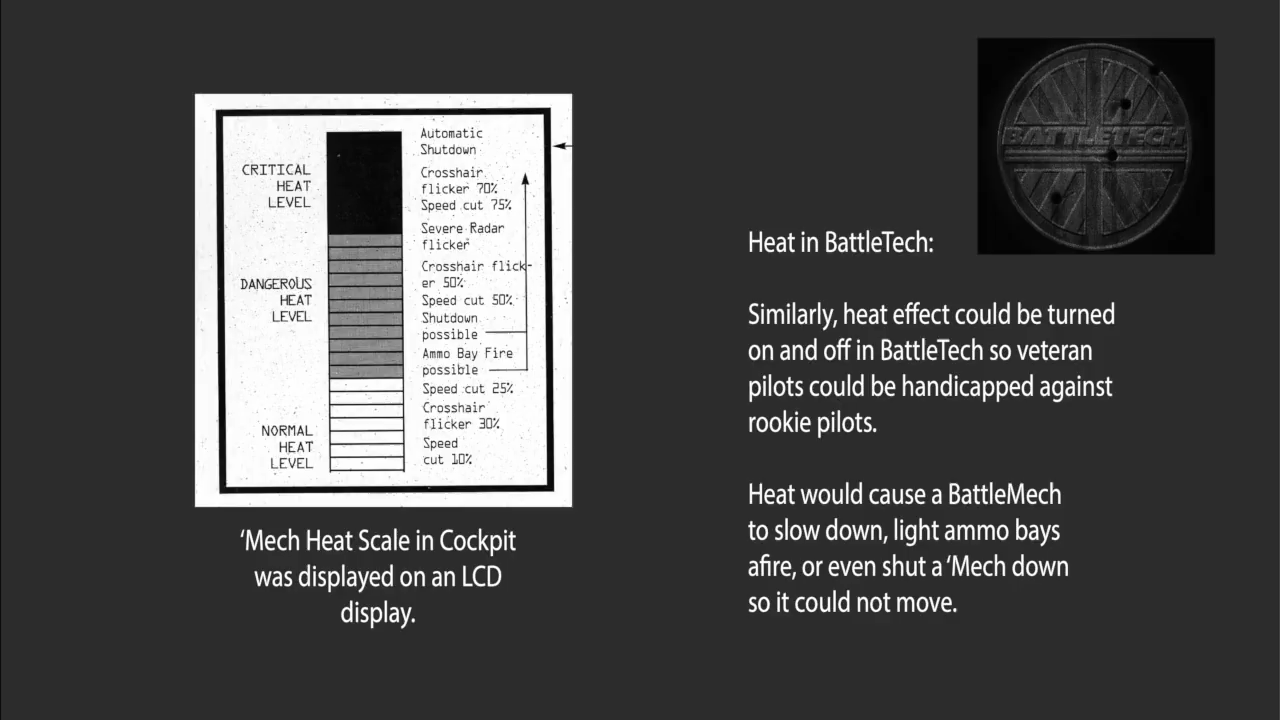 BATTLETECH
CRITICAL
HEAT
LEVEL
DANGEROUS
HEAT
LEVEL
NORMAL
HEAT
LEVEL
Automatic
Shutdown
Crosshair
flicker 70%
Speed cut 75%
Severe Radar
flicker
Crosshair flick-
er 50%
Speed cut 50%
Shutdown
possible
Ammo Bay Fire
possible
Speed cut 25%
Crosshair
flicker 30%
Speed
cut 10%
‘Mech Heat Scale in Cockpit
was displayed on an LCD
display.
Heat in BattleTech:
Similarly, heat effect could be turned
on and off in BattleTech so veteran
pilots could be handicapped against
rookie pilots.
Heat would cause a BattleMech
to slow down, light ammo bays
afire, or even shut a ‘Mech down
so it could not move.